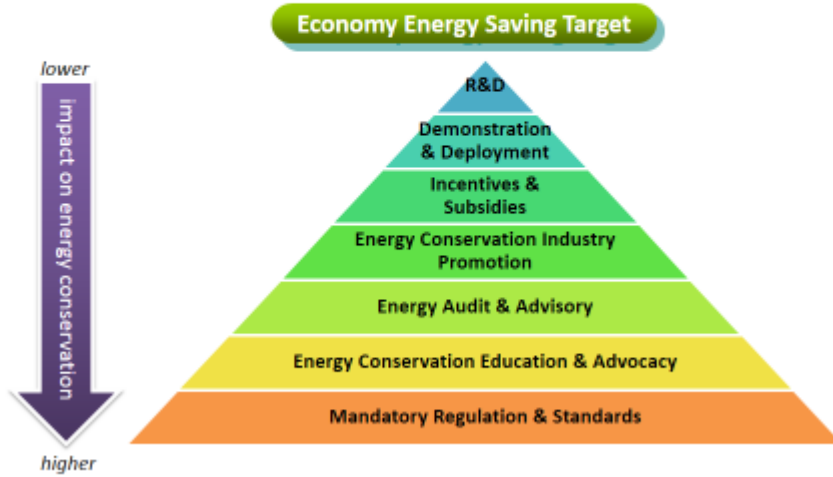 Economy Energy Saving Target
lower
impact on energy conservation
higher
R&D
Demonstration
& Deployment
Incentives &
Subsidies
Energy Conservation Industry
Promotion
Energy Audit & Advisory
Energy Conservation Education & Advocacy
Mandatory Regulation & Standards